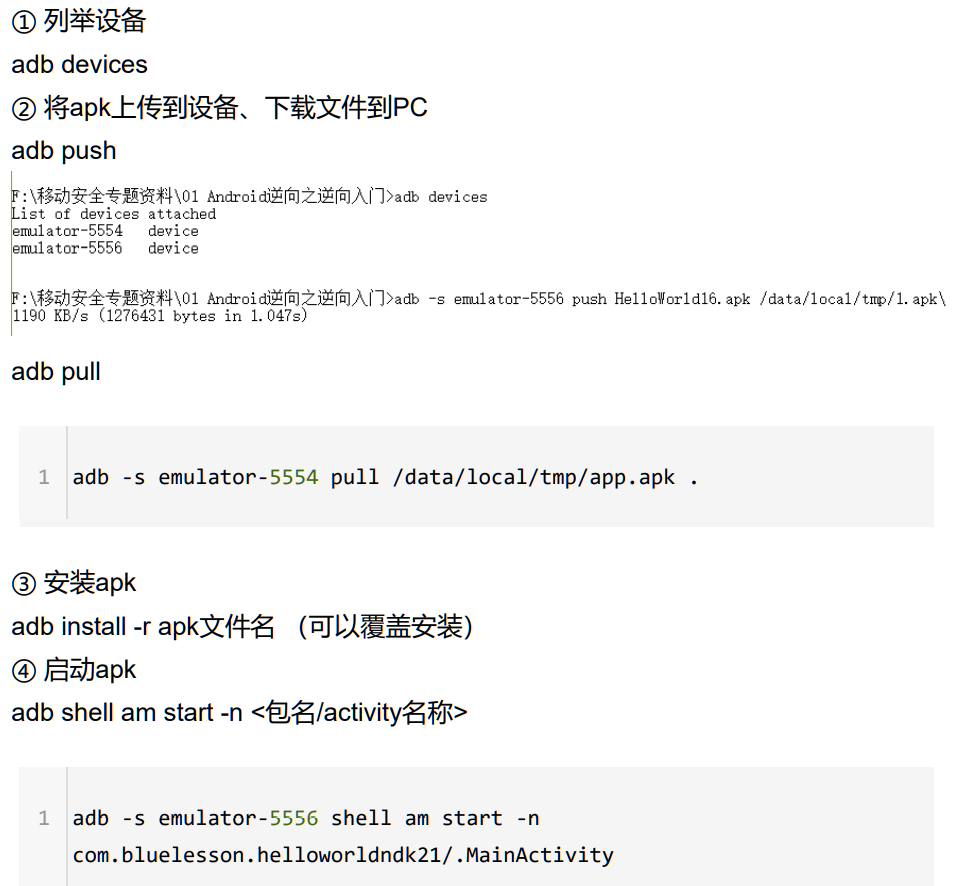 ① 列举设备
adb devices
② 将apk上传到设备、下载文件到PC
adb push
F:\移动安全专题资料\01 Android逆向之逆向入门>adb devices
List of devices attached
emulator-5554   device
emulator-5556   device
F:\移动安全专题资料\01 Android逆向之逆向入门>adb -s emulator-5556 push HelloWorld16.apk /data/local/tmp/1.apk\
1190 KB/s (1276431 bytes in 1.047s)
adb pull
1 adb -s emulator-5554 pull /data/local/tmp/app.apk .
③ 安装apk
adb install -r apk文件名 （可以覆盖安装）
④ 启动apk
adb shell am start -n <包名/activity名称>
1 adb -s emulator-5556 shell am start -n
com.bluelesson.helloworldndk21/.MainActivity